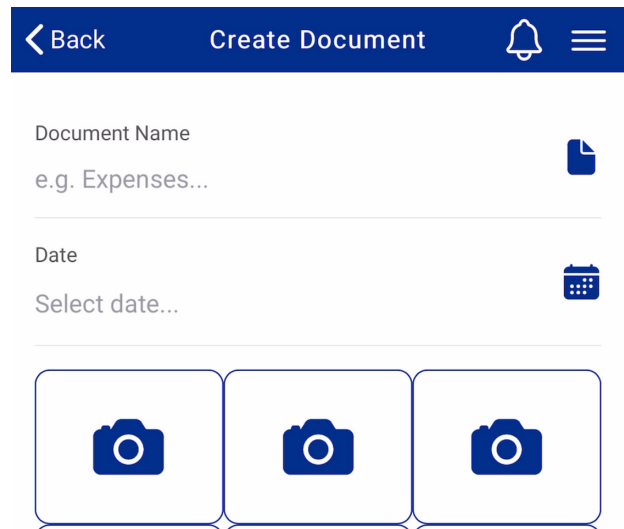 Back
Create Document
Document Name
e.g. Expenses...
Date
Select date...